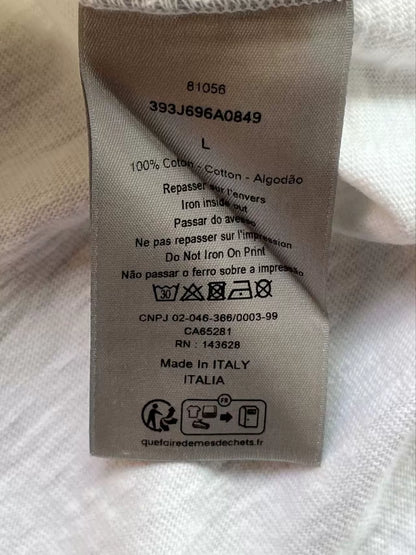 81056
393J696A0849
L
100% Coton - Cotton - Algodão
Repasser sur l'envers
Iron inside out
Passar do avesso
Ne pas repasser sur l'impression
Do Not Iron On Print
Não passar o ferro sobre a impressão
30
CNPJ 02-046-366/0003-99
CA65281
RN : 143628
Made In ITALY
ITALIA
FR
quefairedemesdechets.fr